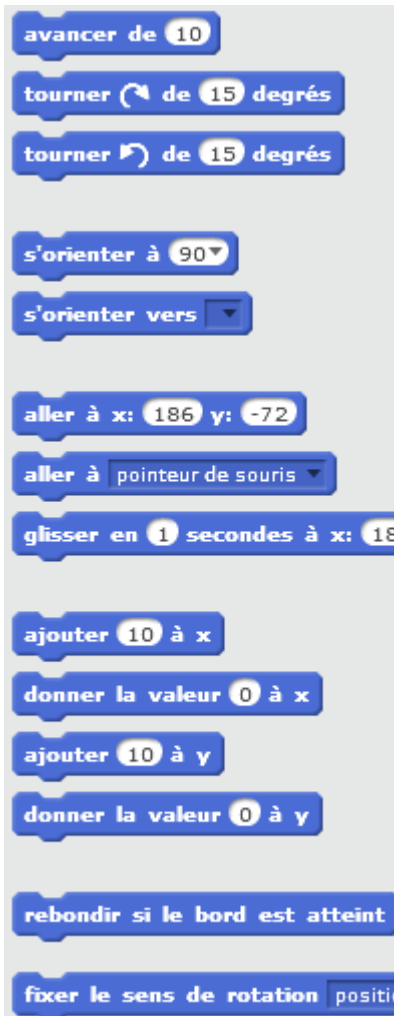 avancer de 10
tourner de 15 degrés
tourner de 15 degrés
s'orienter à 90
s'orienter vers
aller à x: 186 y: -72
aller à pointeur de souris
glisser en 1 secondes à x: 18
ajouter 10 à x
donner la valeur 0 à x
ajouter 10 à y
donner la valeur 0 à y
rebondir si le bord est atteint
fixer le sens de rotation positi